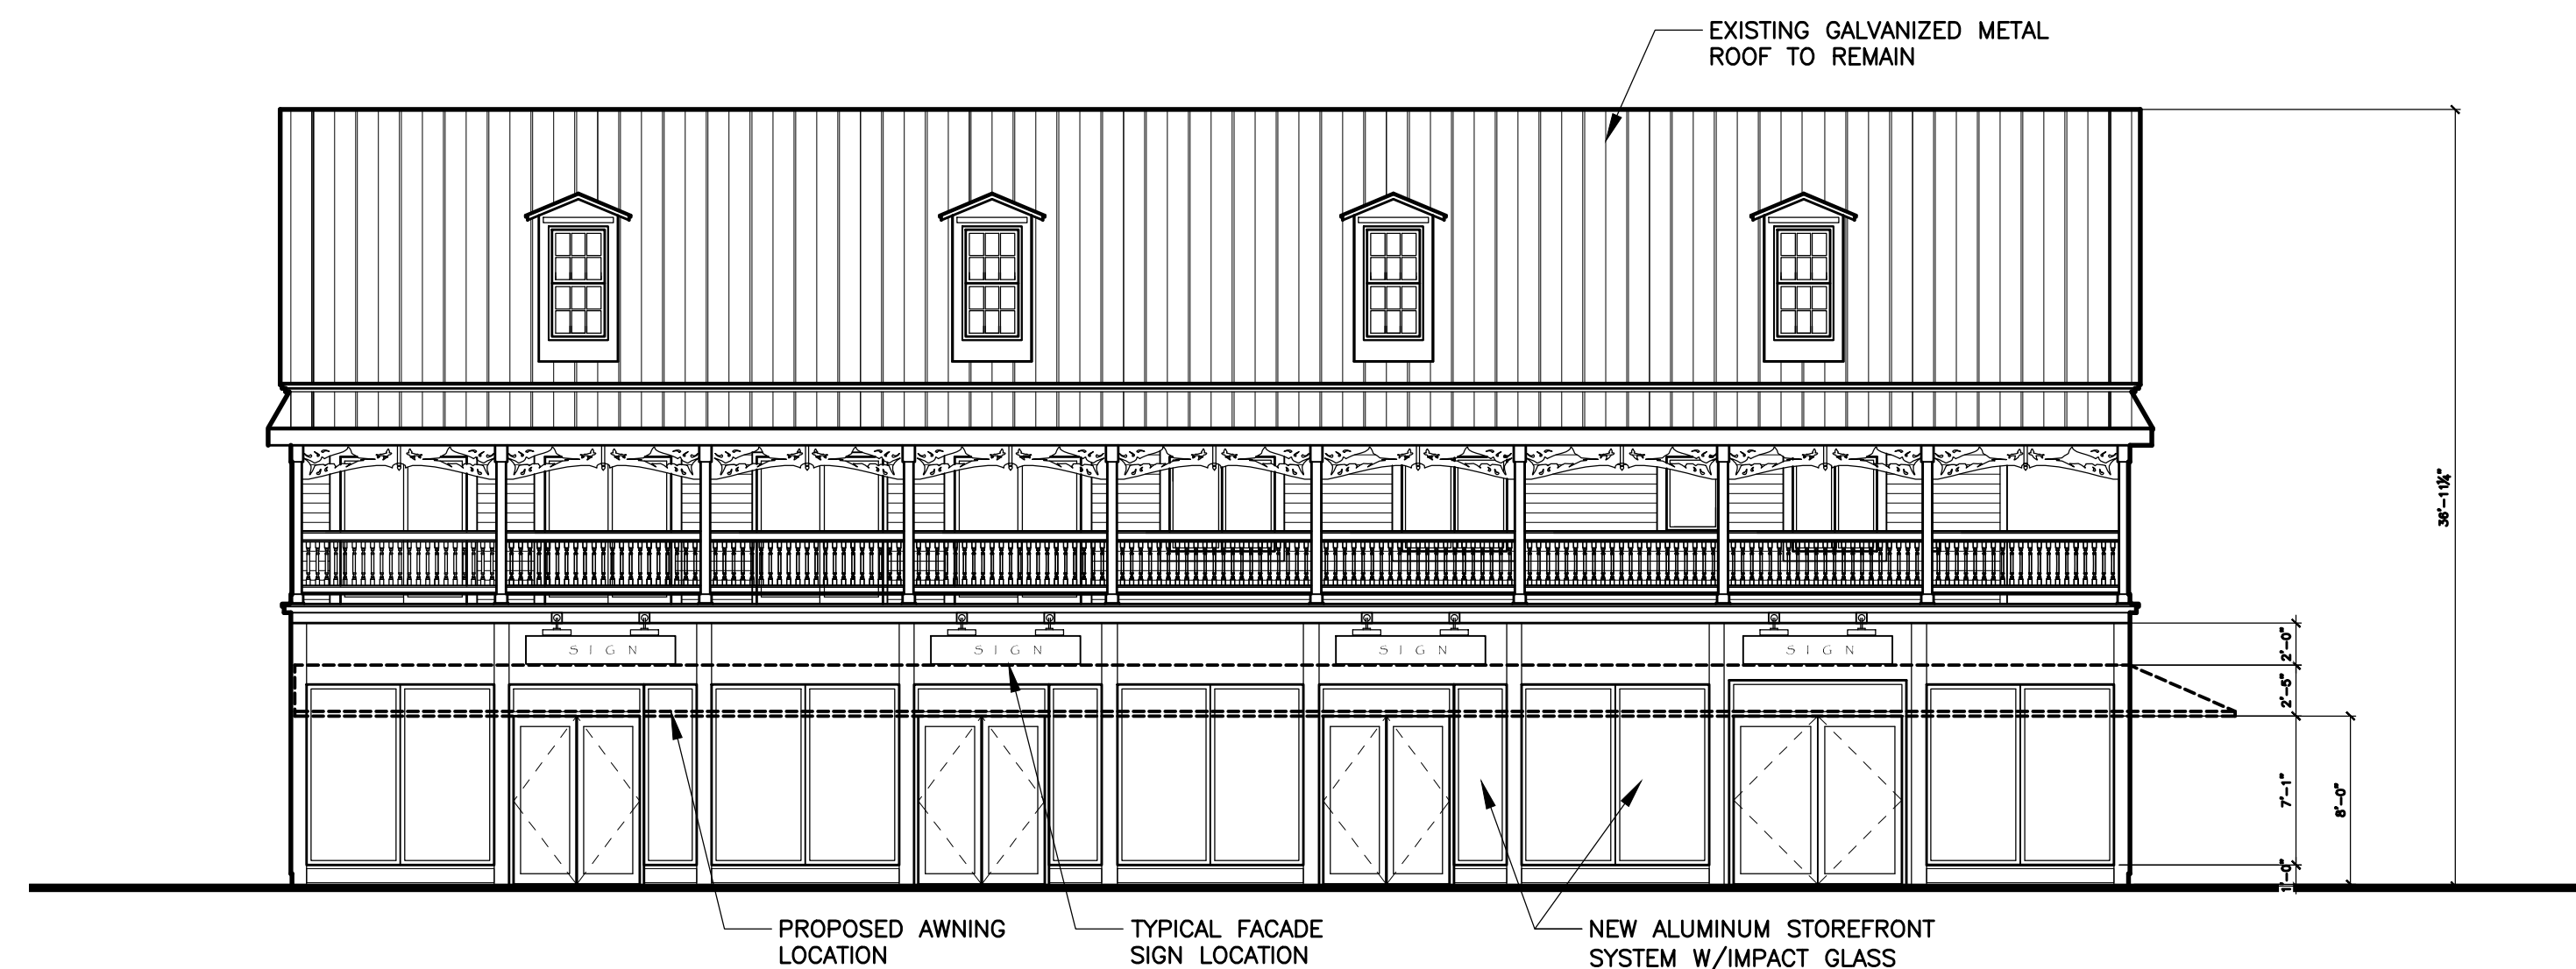 EXISTING GALVANIZED METAL
ROOF TO REMAIN
36'-11¼"
SIGN
SIGN
SIGN
SIGN
2'-0"
2'-5"
7'-1"
8'-0"
1'-0"
PROPOSED AWNING
LOCATION
TYPICAL FACADE
SIGN LOCATION
NEW ALUMINUM STOREFRONT
SYSTEM W/IMPACT GLASS